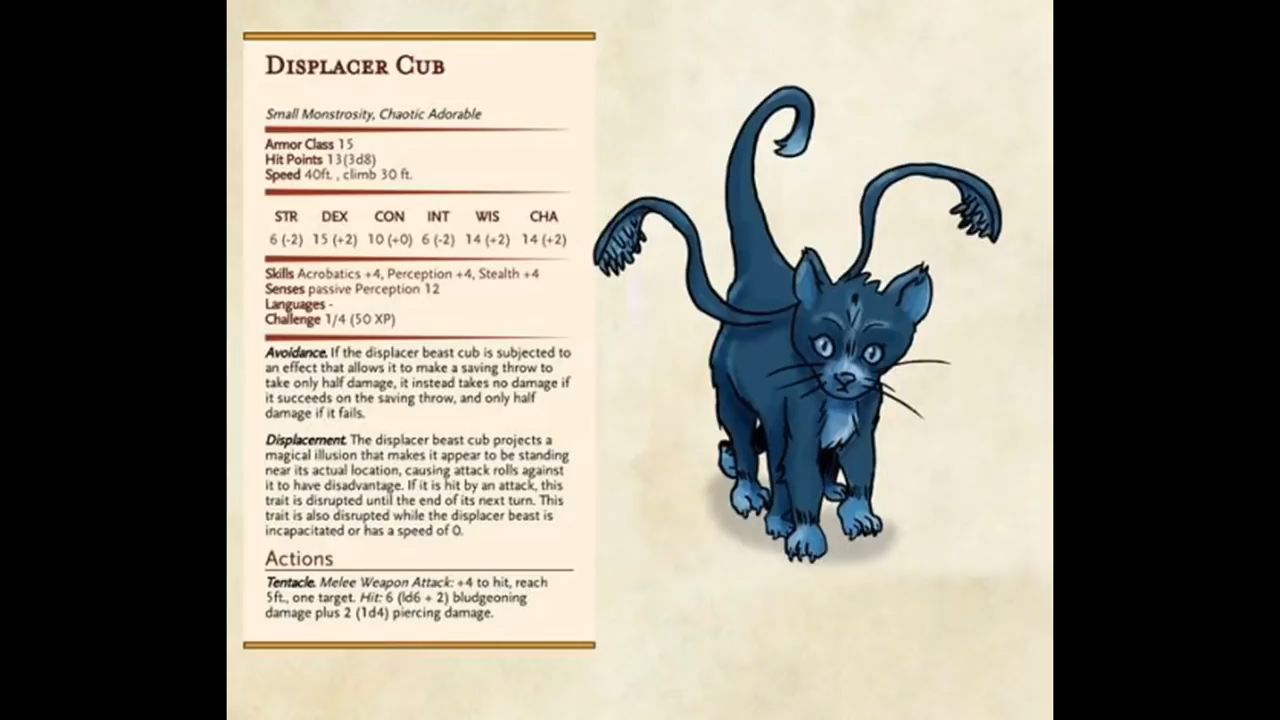 Displacer Cub
Small Monstrosity, Chaotic Adorable
Armor Class 15
Hit Points 13(3d8)
Speed 40ft. , climb 30 ft.
STR DEX CON INT WIS CHA
6 (-2) 15 (+2) 10 (+0) 6 (-2) 14 (+2) 14 (+2)
Skills Acrobatics +4, Perception +4, Stealth +4
Senses passive Perception 12
Languages -
Challenge 1/4 (50 XP)
Avoidance. If the displacer beast cub is subjected to
an effect that allows it to make a saving throw to
take only half damage, it instead takes no damage if
it succeeds on the saving throw, and only half
damage if it fails.
Displacement. The displacer beast cub projects a
magical illusion that makes it appear to be standing
near its actual location, causing attack rolls against
it to have disadvantage. If it is hit by an attack, this
trait is disrupted until the end of its next turn. This
trait is also disrupted while the displacer beast is
incapacitated or has a speed of 0.
Actions
Tentacle. Melee Weapon Attack: +4 to hit, reach
5ft., one target. Hit: 6 (ld6 + 2) bludgeoning
damage plus 2 (1d4) piercing damage.